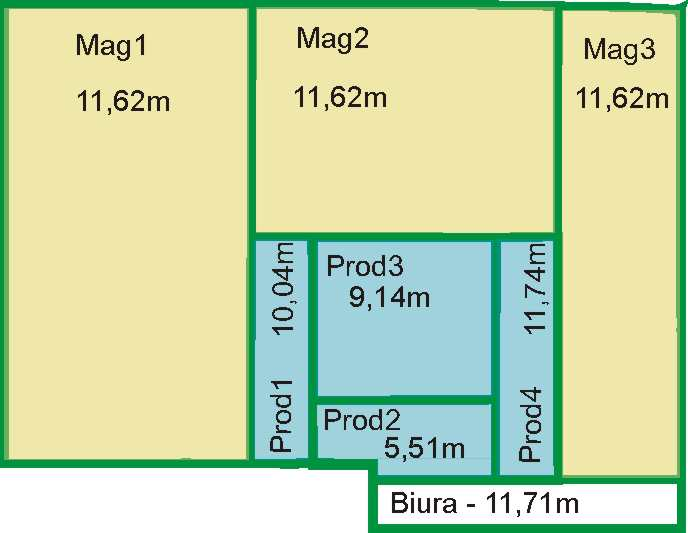 Mag1
11,62m
Mag2
11,62m
Mag3
11,62m
Prod1 10,04m
Prod3
9,14m
Prod2
5,51m
Prod4 11,74m
Biura - 11,71m